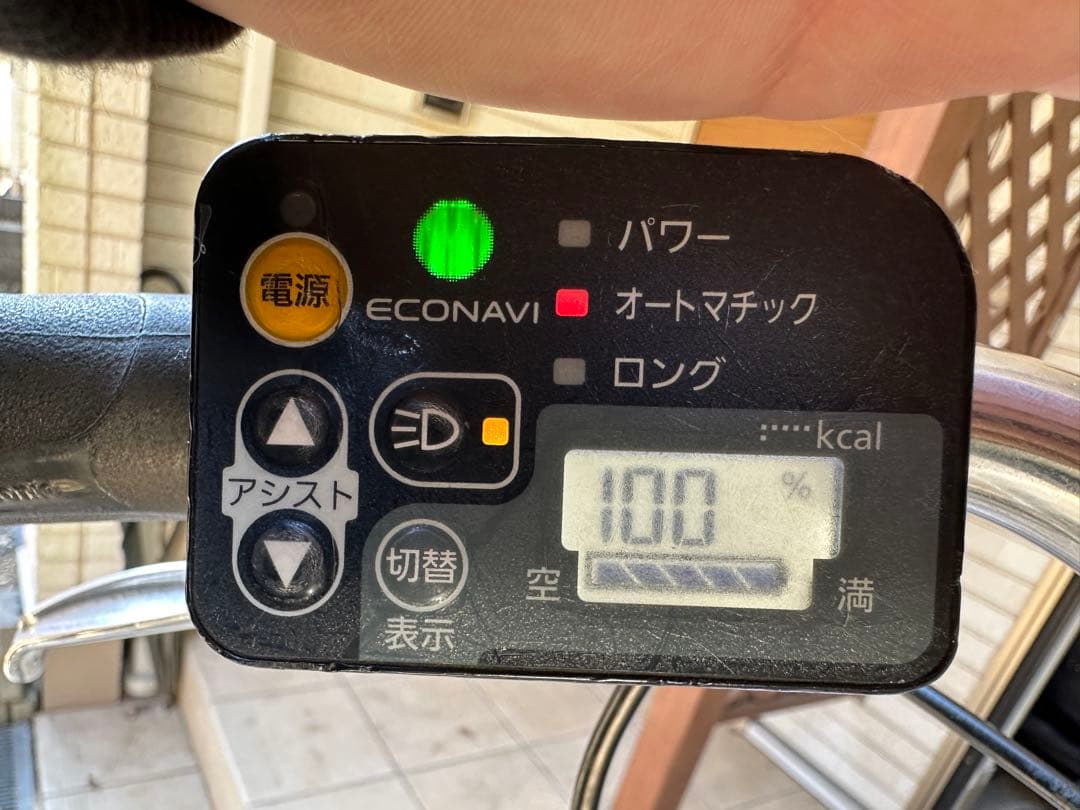 パワー
電源
ECONAVI
オートマチック
ロング
kcal
アシスト
100 %
切替
空
満
表示